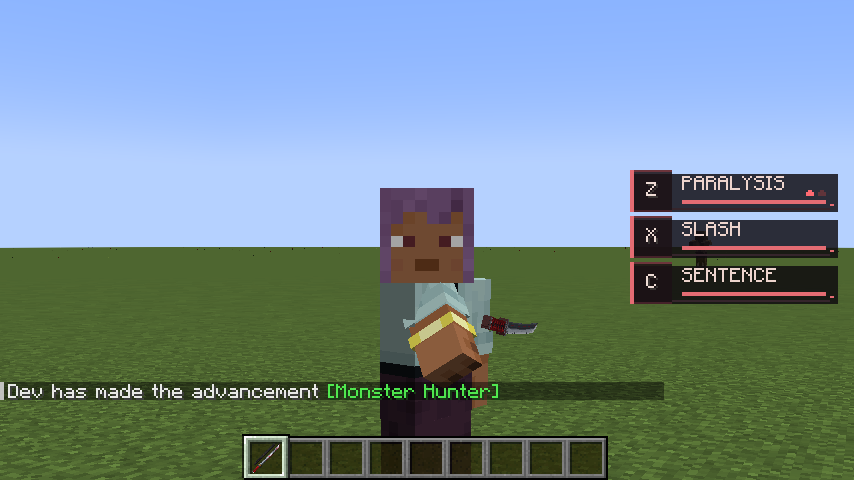 Z PARALYSIS
X SLASH
C SENTENCE
Dev has made the advancement [Monster Hunter]